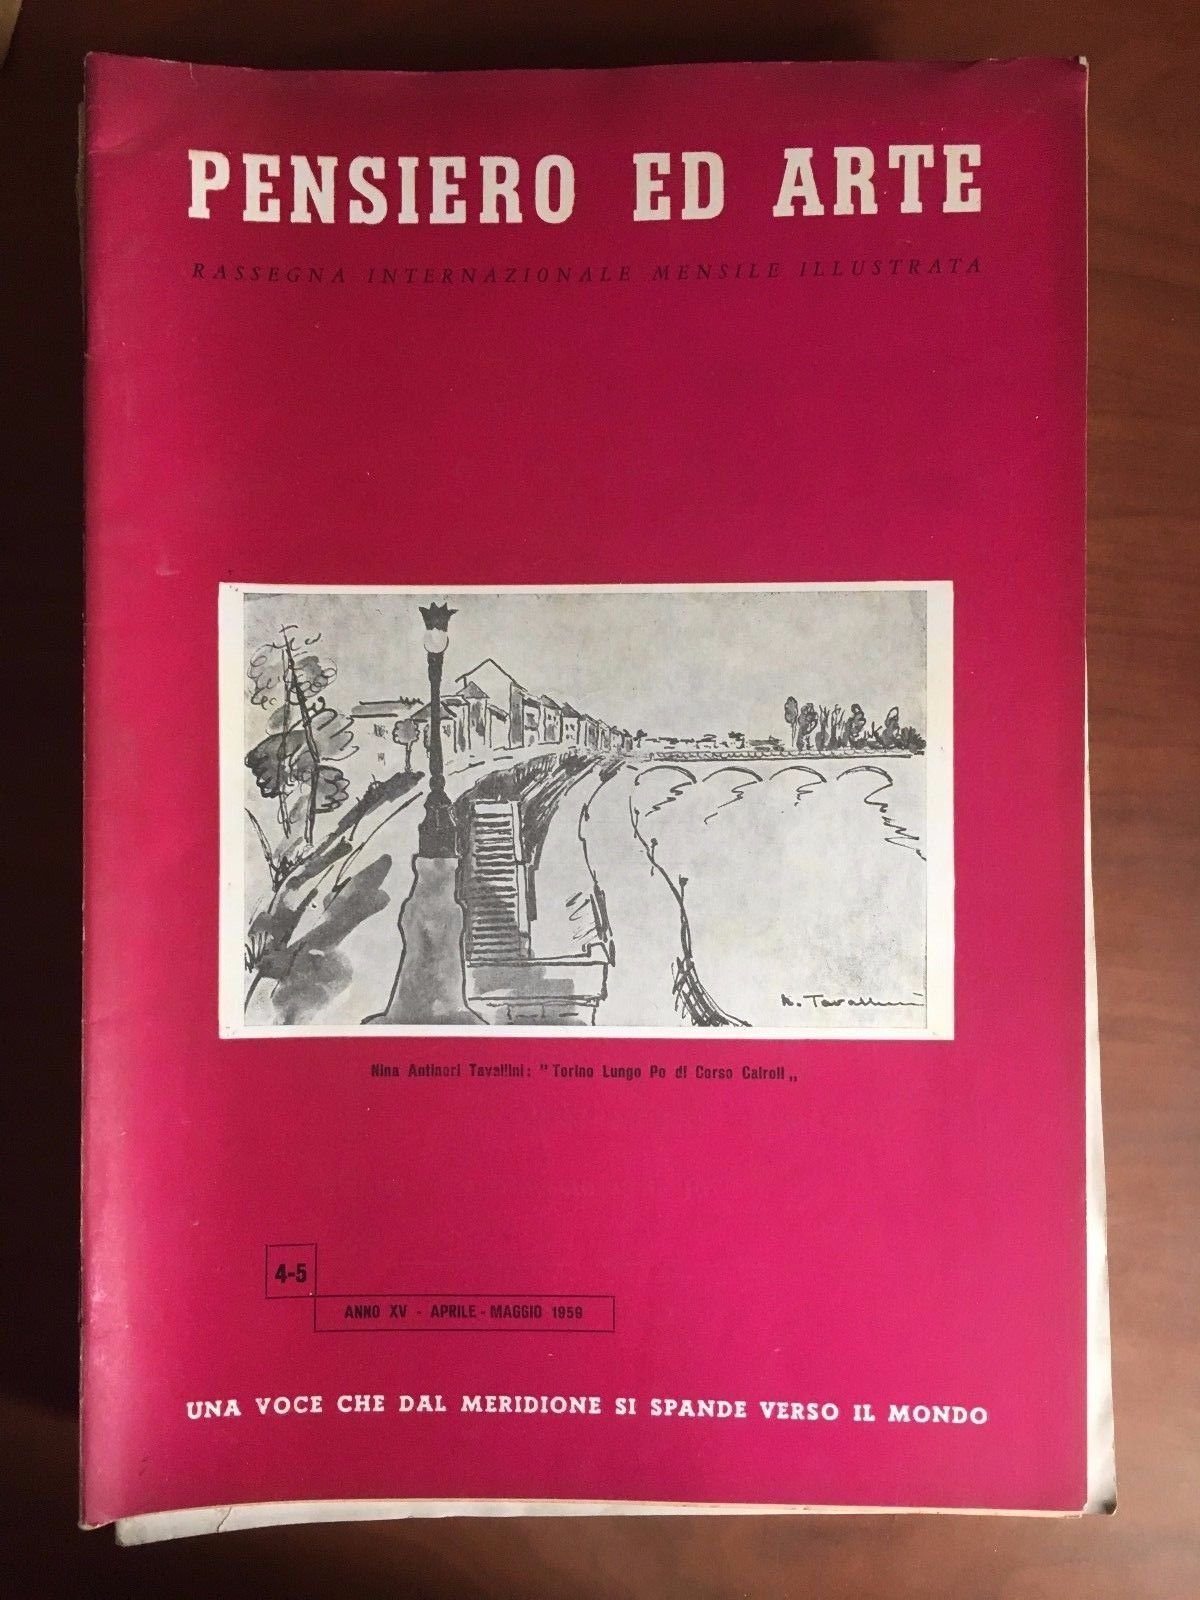 PENSIERO ED ARTE
RASSEGNA INTERNAZIONALE MENSILE ILLUSTRATA
Nina Antinori Tavallini: " Torino Lungo Po di Corso Cairoli „
4-5
ANNO XV - APRILE - MAGGIO 1959
UNA VOCE CHE DAL MERIDIONE SI SPANDE VERSO IL MONDO